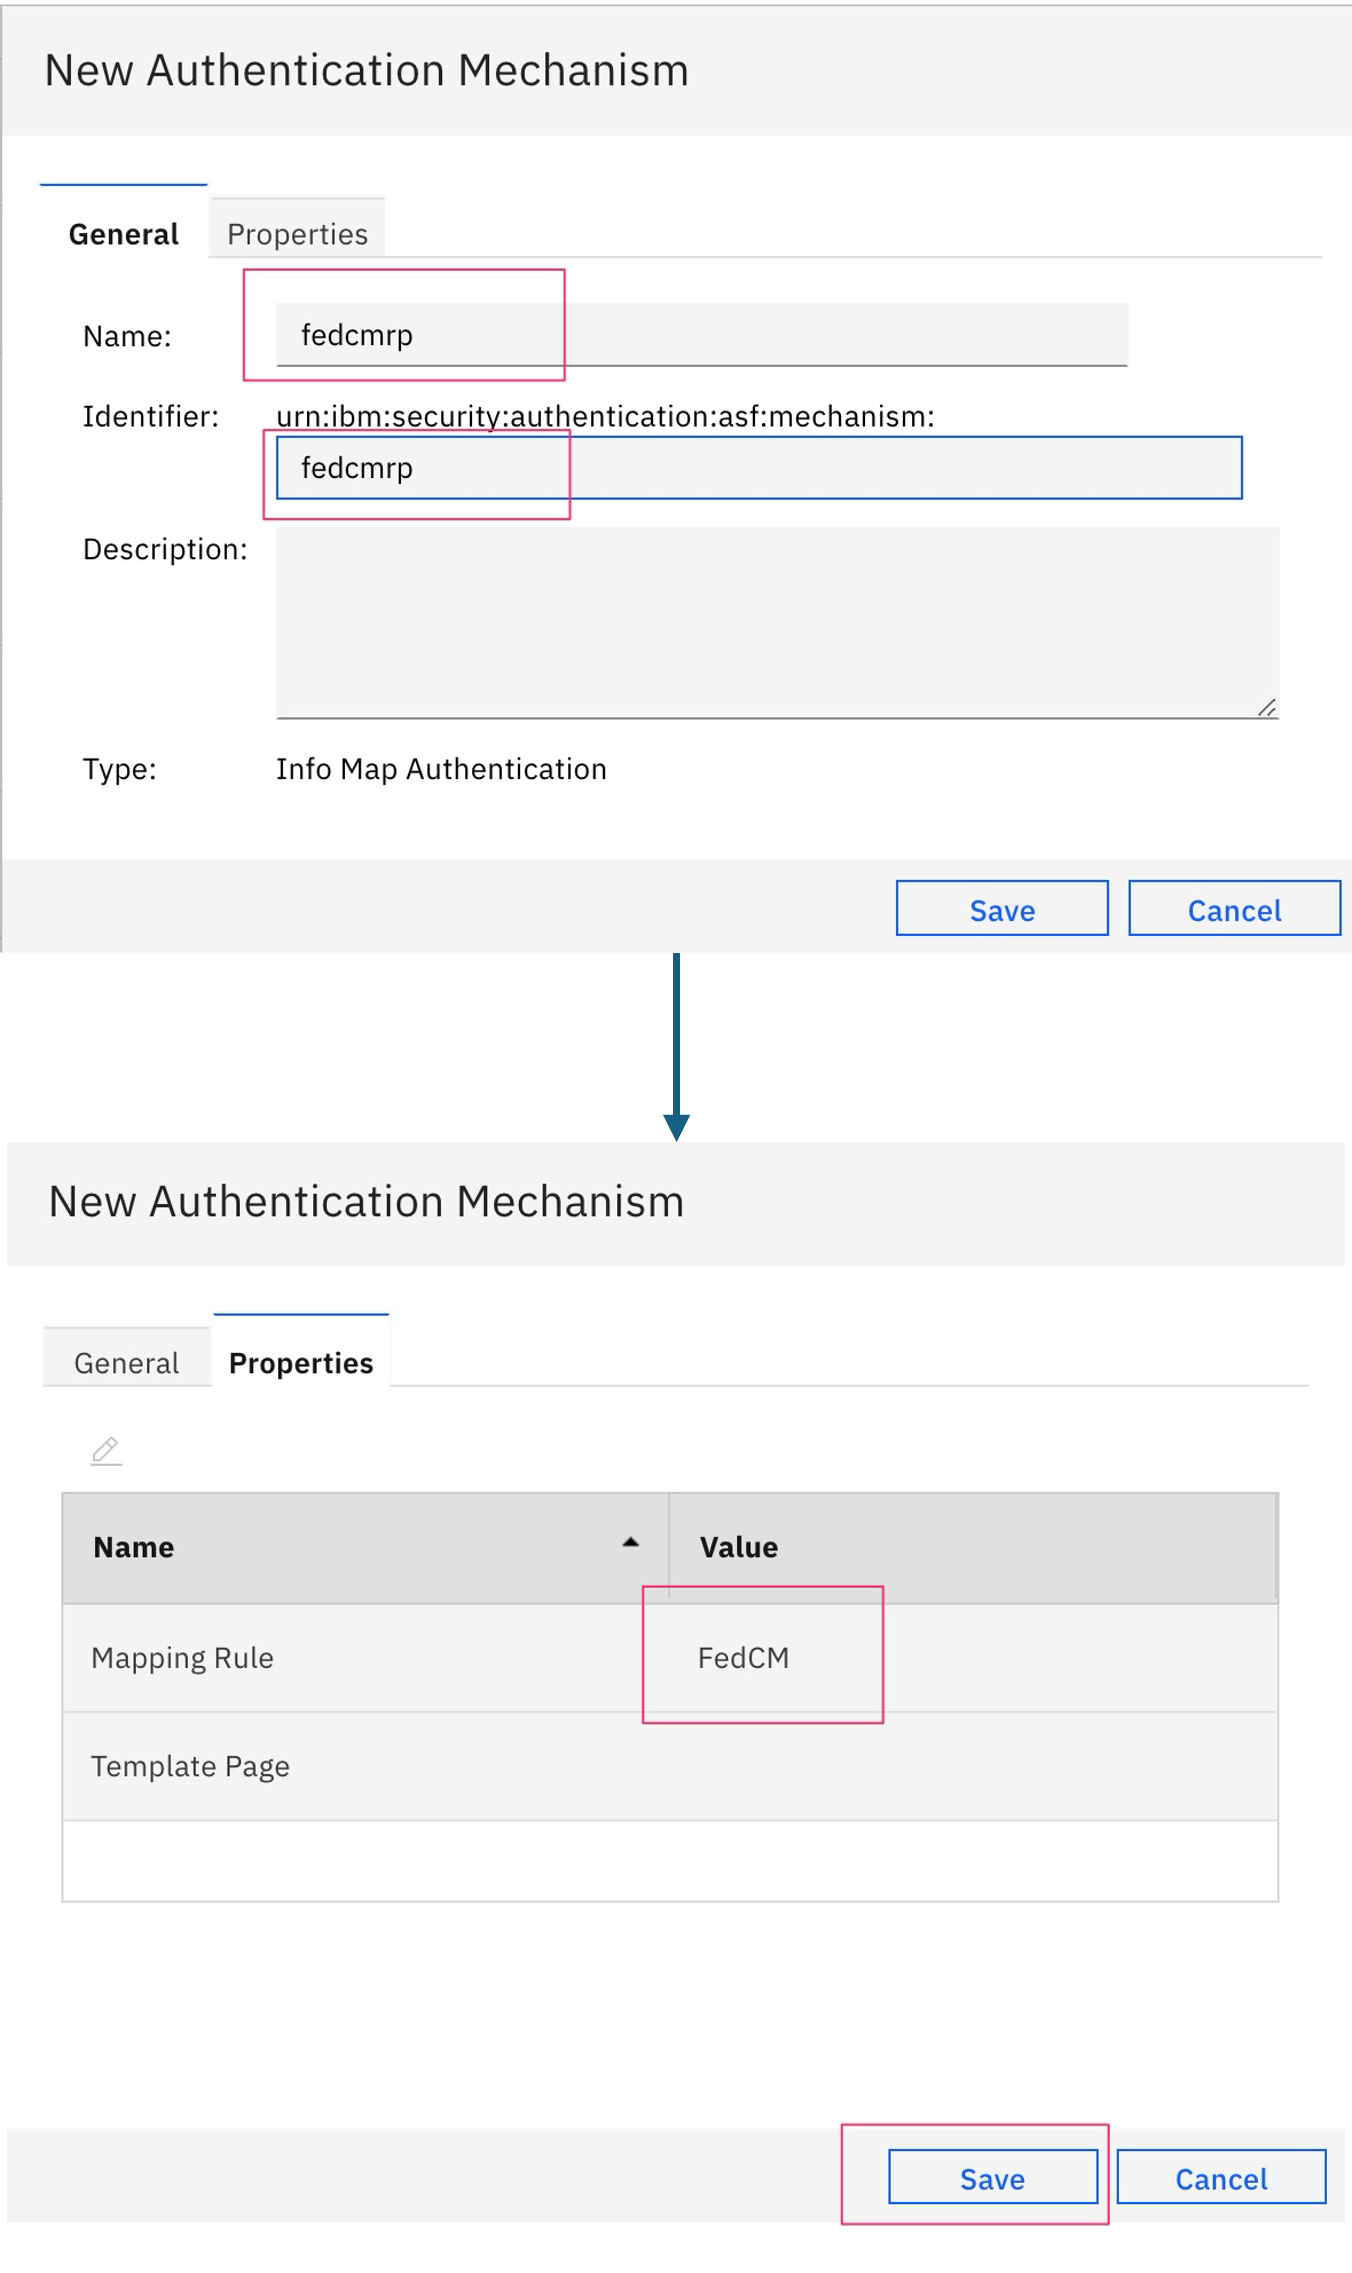 New Authentication Mechanism
General Properties
Name: fedcmrp
Identifier: urn:ibm:security:authentication:asf:mechanism:
fedcmrp
Description:
Type: Info Map Authentication
Save Cancel
New Authentication Mechanism
General Properties
Name Value
Mapping Rule FedCM
Template Page
Save Cancel